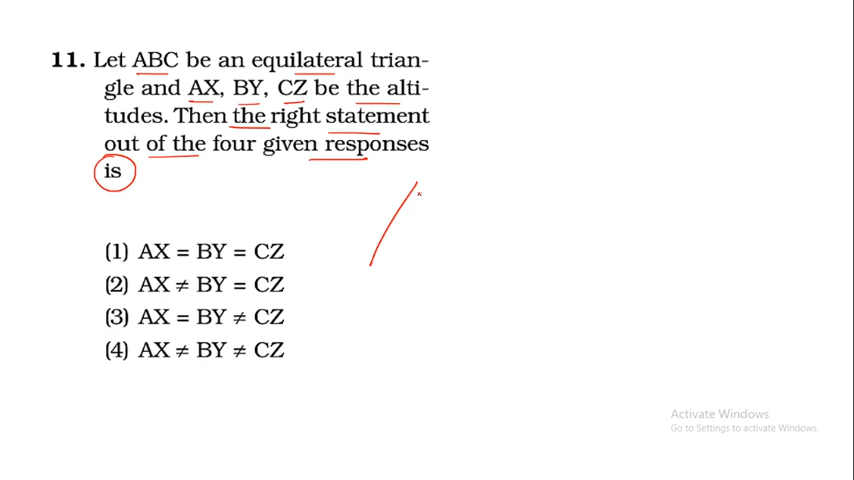 11. Let ABC be an equilateral trian-
gle and AX, BY, CZ be the alti-
tudes. Then the right statement
out of the four given responses
is
(1) AX = BY = CZ
(2) AX ≠ BY = CZ
(3) AX = BY ≠ CZ
(4) AX ≠ BY ≠ CZ
Activate Windows
Go to Settings to activate Windows.